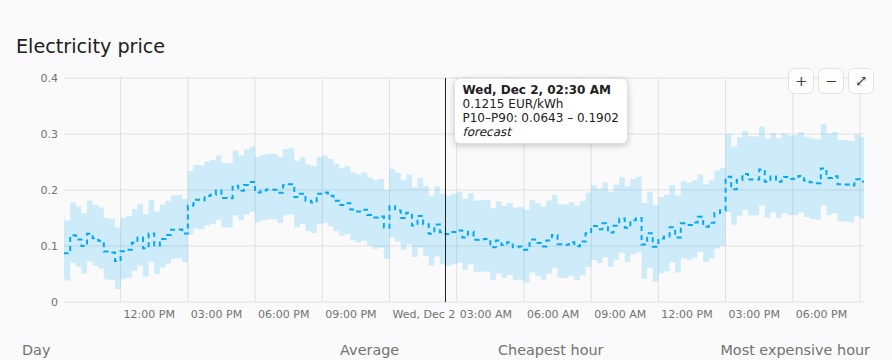 Electricity price
+ − ⤢
0.4
0.3
0.2
0.1
0
Wed, Dec 2, 02:30 AM
0.1215 EUR/kWh
P10–P90: 0.0643 – 0.1902
forecast
12:00 PM 03:00 PM 06:00 PM 09:00 PM Wed, Dec 2 03:00 AM 06:00 AM 09:00 AM 12:00 PM 03:00 PM 06:00 PM
Day Average Cheapest hour Most expensive hour